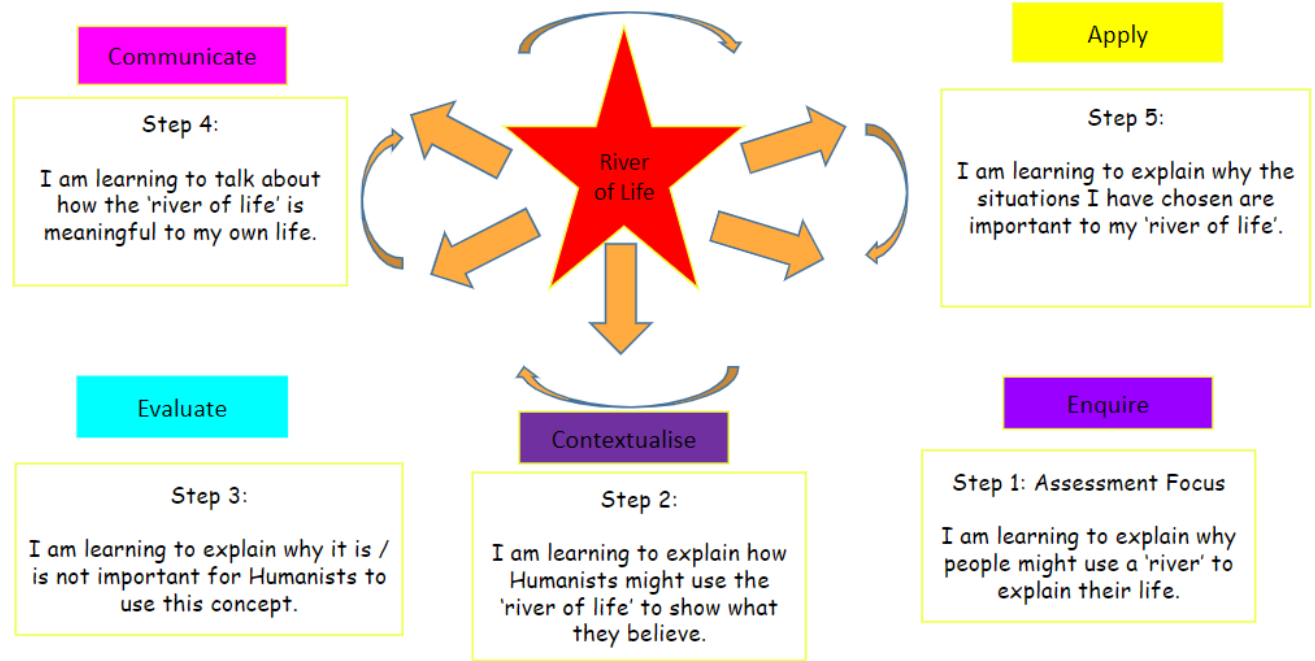 Communicate
Step 4:
I am learning to talk about
how the ‘river of life’ is
meaningful to my own life.
River
of Life
Apply
Step 5:
I am learning to explain why the
situations I have chosen are
important to my ‘river of life’.
Evaluate
Step 3:
I am learning to explain why it is /
is not important for Humanists to
use this concept.
Contextualise
Step 2:
I am learning to explain how
Humanists might use the
‘river of life’ to show what
they believe.
Enquire
Step 1: Assessment Focus
I am learning to explain why
people might use a ‘river’ to
explain their life.